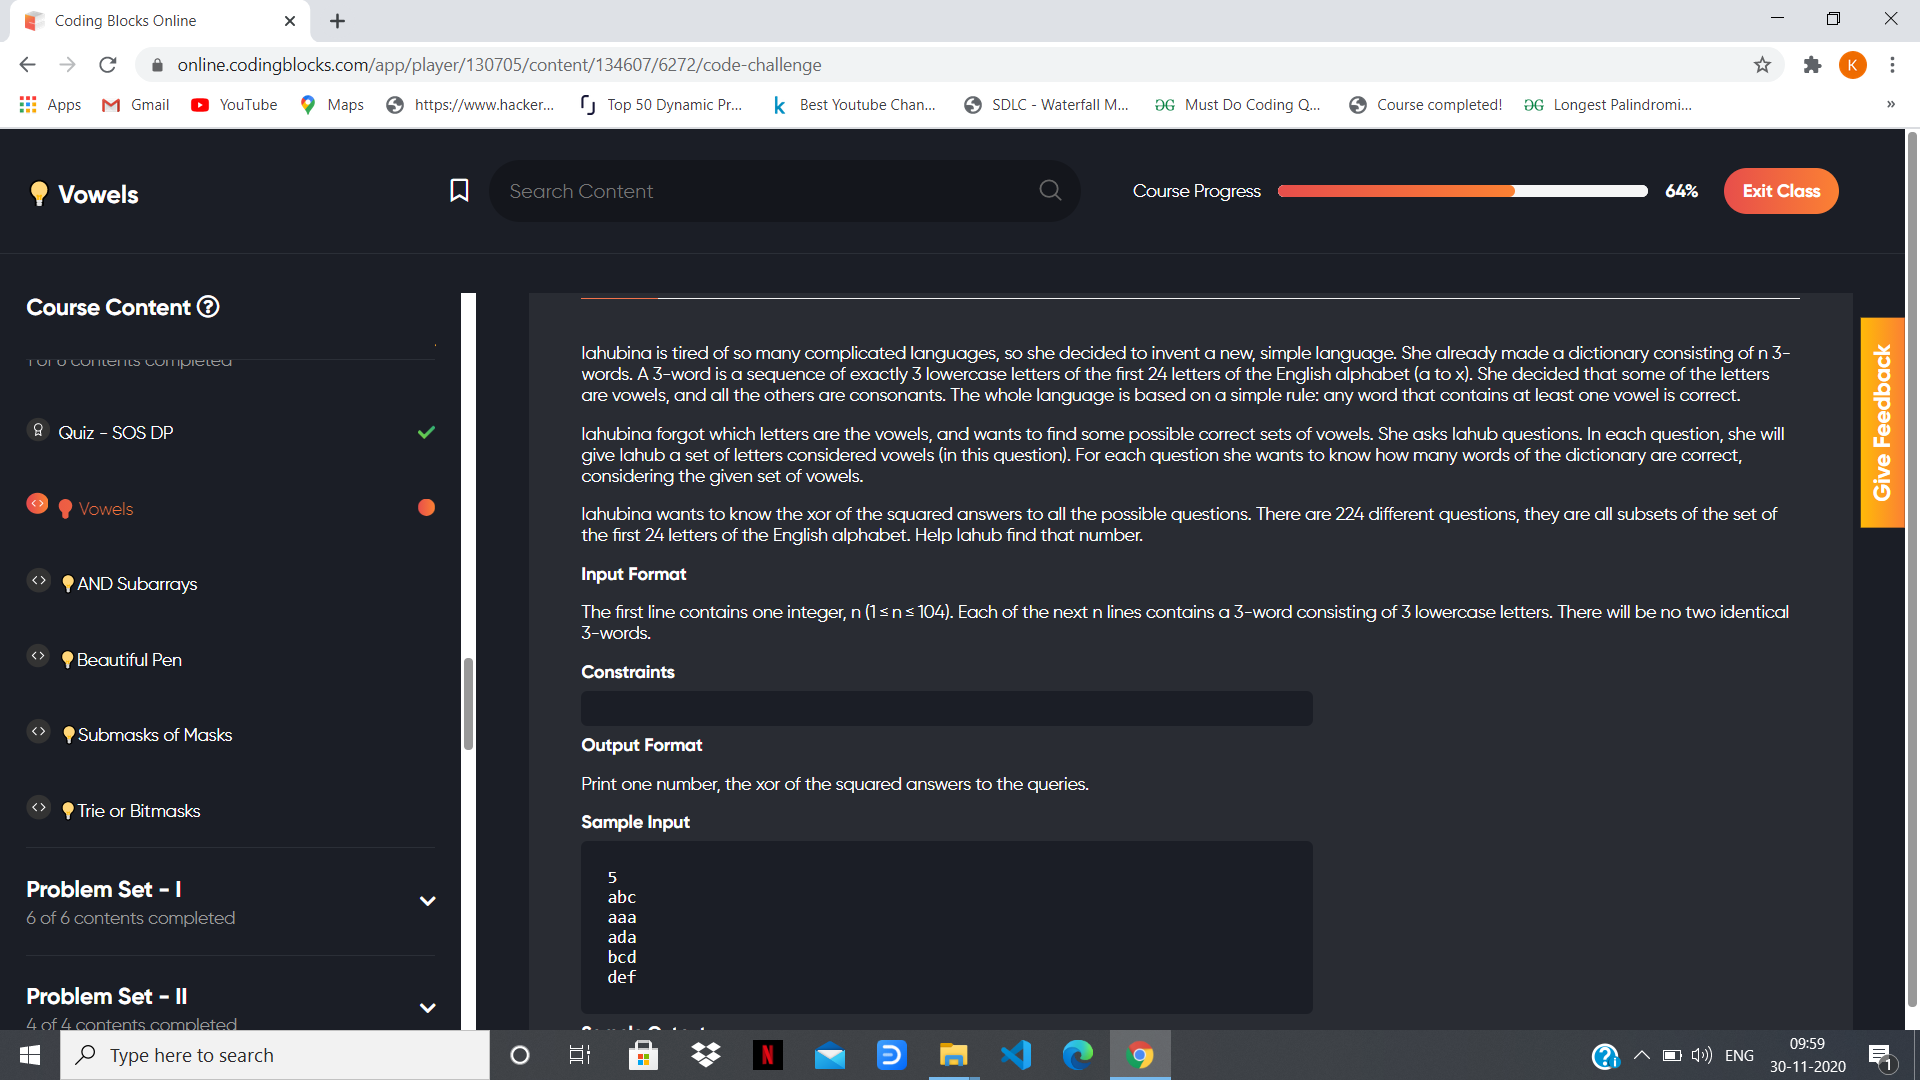 Coding Blocks Online
online.codingblocks.com/app/player/130705/content/134607/6272/code-challenge
K
Apps
Gmail
YouTube
Maps
https://www.hacker...
Top 50 Dynamic Pr...
Best Youtube Chan...
SDLC - Waterfall M...
Must Do Coding Q...
Course completed!
Longest Palindromi...
»
Vowels
Search Content
Course Progress
64%
Exit Class
Course Content
1 of 6 contents completed
Quiz - SOS DP
Vowels
AND Subarrays
Beautiful Pen
Submasks of Masks
Trie or Bitmasks
Problem Set - I
6 of 6 contents completed
Problem Set - II
4 of 4 contents completed
Iahubina is tired of so many complicated languages, so she decided to invent a new, simple language. She already made a dictionary consisting of n 3-
words. A 3-word is a sequence of exactly 3 lowercase letters of the first 24 letters of the English alphabet (a to x). She decided that some of the letters
are vowels, and all the others are consonants. The whole language is based on a simple rule: any word that contains at least one vowel is correct.
Iahubina forgot which letters are the vowels, and wants to find some possible correct sets of vowels. She asks Iahub questions. In each question, she will
give Iahub a set of letters considered vowels (in this question). For each question she wants to know how many words of the dictionary are correct,
considering the given set of vowels.
Iahubina wants to know the xor of the squared answers to all the possible questions. There are 224 different questions, they are all subsets of the set of
the first 24 letters of the English alphabet. Help Iahub find that number.
Input Format
The first line contains one integer, n (1 ≤ n ≤ 104). Each of the next n lines contains a 3-word consisting of 3 lowercase letters. There will be no two identical
3-words.
Constraints
Output Format
Print one number, the xor of the squared answers to the queries.
Sample Input
5
abc
aaa
ada
bcd
def
Sample Output
Give Feedback
Type here to search
ENG
09:59
30-11-2020
1